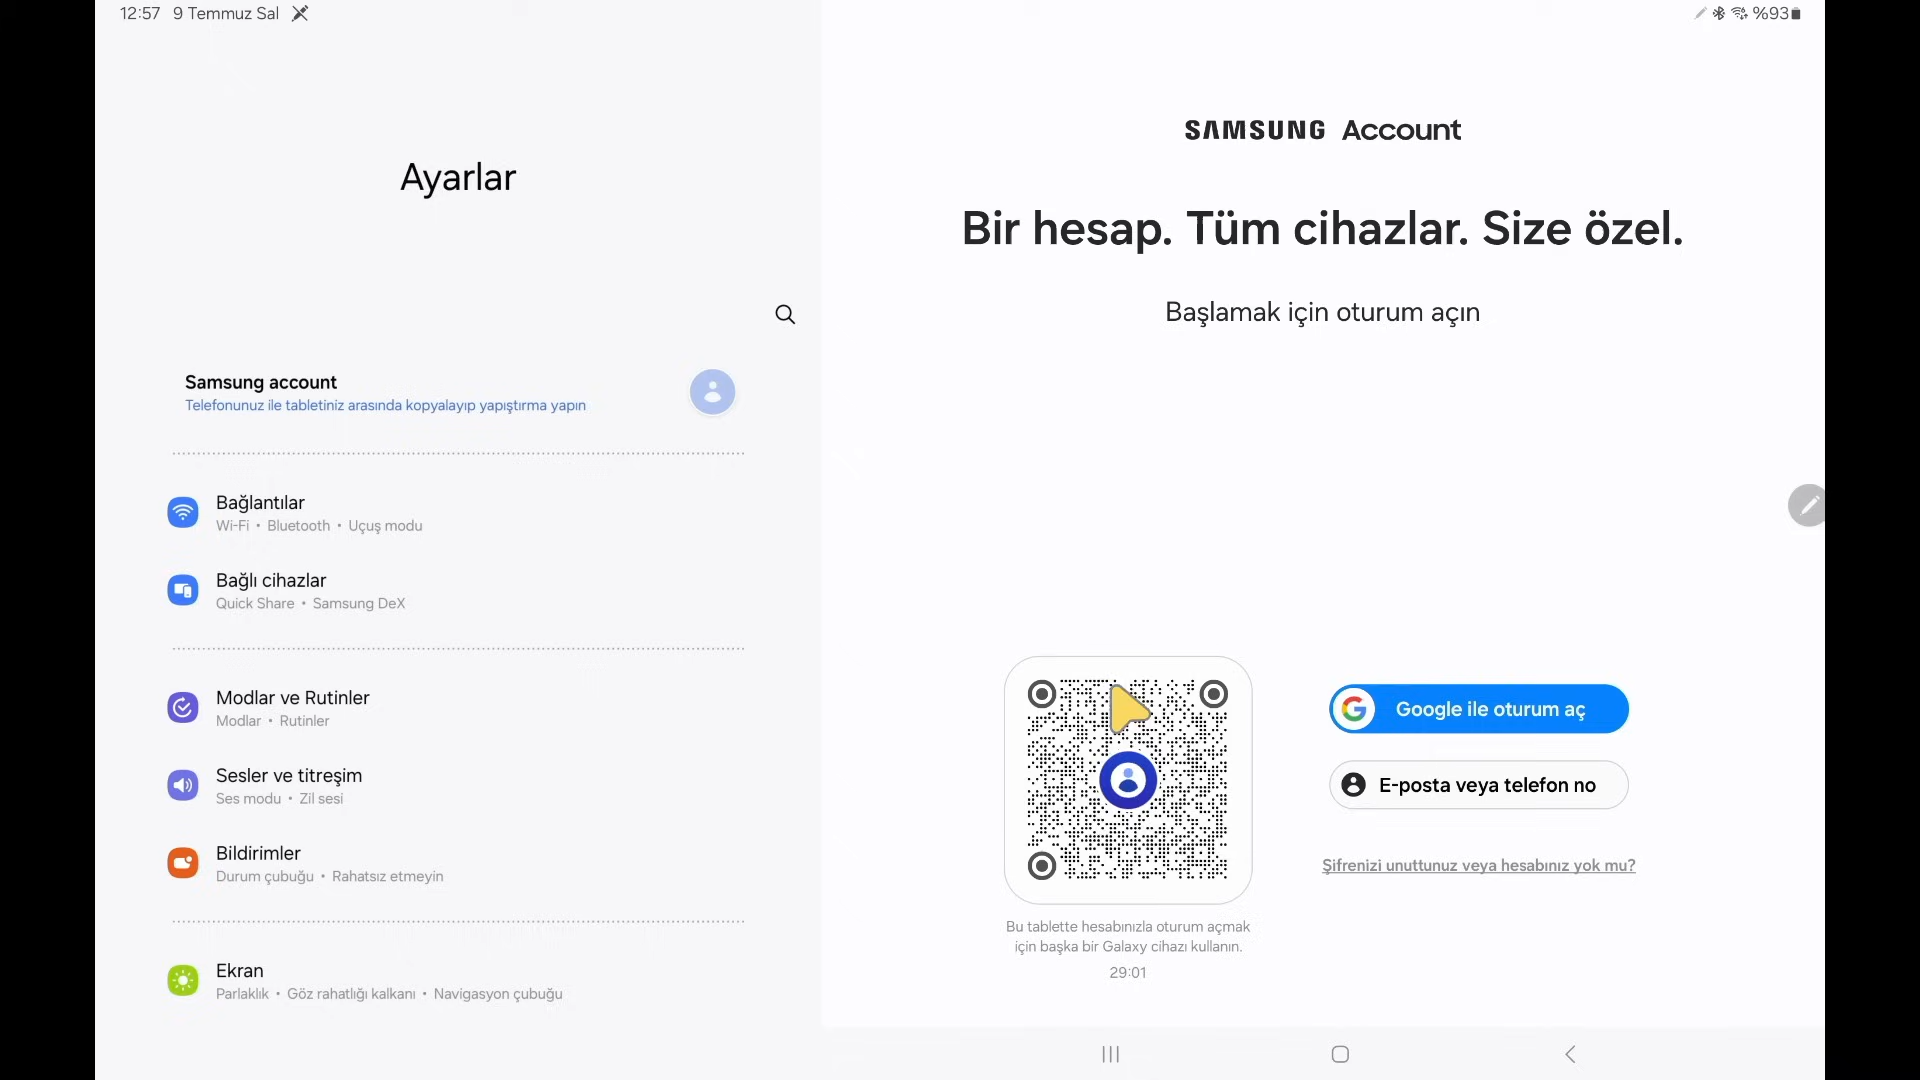 12:57 9 Temmuz Sal
%93
Ayarlar
Samsung account
Telefonunuz ile tabletiniz arasında kopyalayıp yapıştırma yapın
Bağlantılar
Wi-Fi • Bluetooth • Uçuş modu
Bağlı cihazlar
Quick Share • Samsung DeX
Modlar ve Rutinler
Modlar • Rutinler
Sesler ve titreşim
Ses modu • Zil sesi
Bildirimler
Durum çubuğu • Rahatsız etmeyin
Ekran
Parlaklık • Göz rahatlığı kalkanı • Navigasyon çubuğu
SAMSUNG Account
Bir hesap. Tüm cihazlar. Size özel.
Başlamak için oturum açın
Google ile oturum aç
E-posta veya telefon no
Şifrenizi unuttunuz veya hesabınız yok mu?
Bu tablette hesabınızla oturum açmak
için başka bir Galaxy cihazı kullanın.
29:01